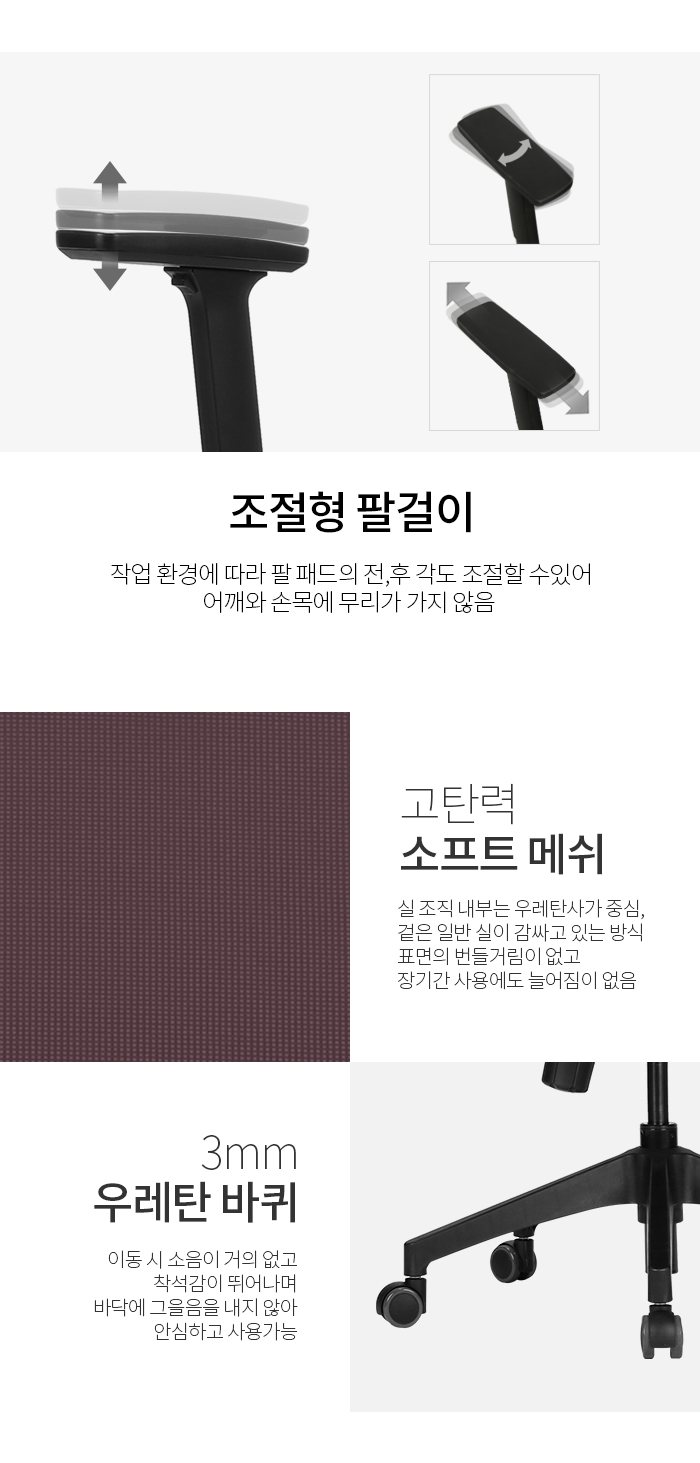 조절형 팔걸이
작업 환경에 따라 팔 패드의 전,후 각도 조절할 수있어
어깨와 손목에 무리가 가지 않음
고탄력
소프트 메쉬
실 조직 내부는 우레탄사가 중심,
겉은 일반 실이 감싸고 있는 방식
표면의 번들거림이 없고
장기간 사용에도 늘어짐이 없음
3mm
우레탄 바퀴
이동 시 소음이 거의 없고
착석감이 뛰어나며
바닥에 그을음을 내지 않아
안심하고 사용가능